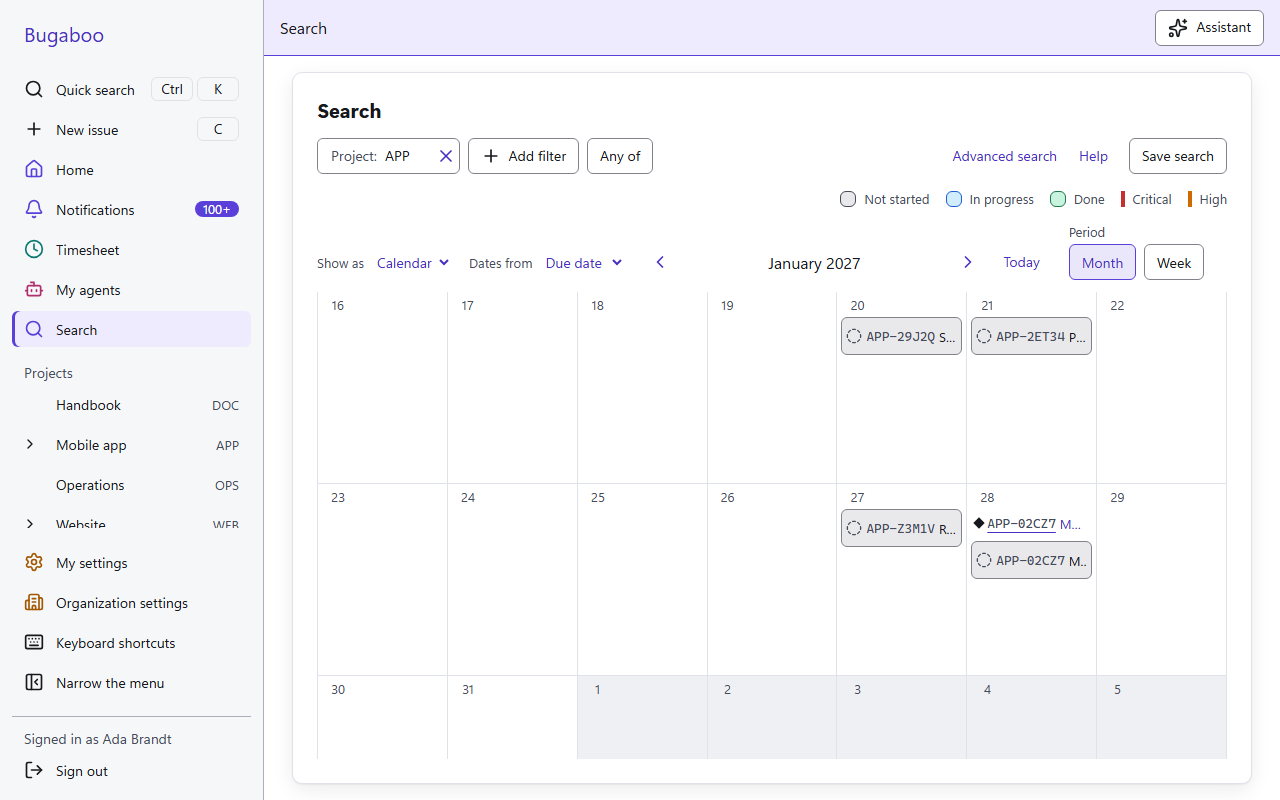 Bugaboo
Quick search Ctrl K
New issue C
Home
Notifications 100+
Timesheet
My agents
Search
Projects
Handbook DOC
Mobile app APP
Operations OPS
Website WEB
My settings
Organization settings
Keyboard shortcuts
Narrow the menu
Signed in as Ada Brandt
Sign out
Search Assistant
Search
Project: APP Add filter Any of Advanced search Help Save search
Not started In progress Done Critical High
Period
Show as Calendar Dates from Due date January 2027 Today Month Week
16 17 18 19 20 21 22
APP-29J2Q S... APP-2ET34 P...
23 24 25 26 27 28 29
APP-Z3M1V R... APP-02CZ7 M...
APP-02CZ7 M...
30 31 1 2 3 4 5